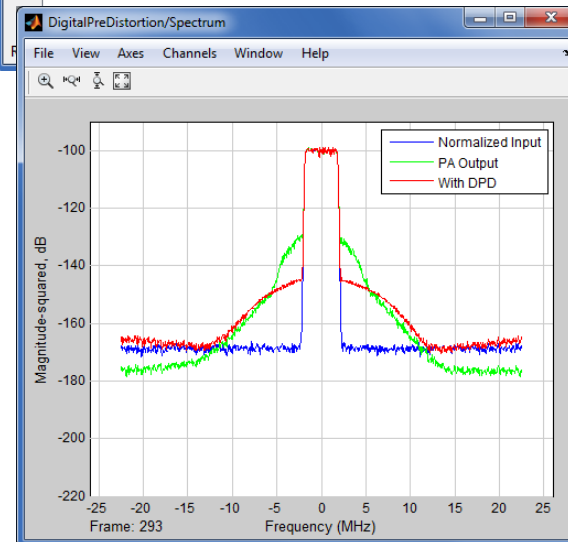 R
DigitalPreDistortion/Spectrum
File View Axes Channels Window Help
Normalized Input
PA Output
With DPD
Magnitude-squared, dB
-100
-120
-140
-160
-180
-200
-220
-25 -20 -15 -10 -5 0 5 10 15 20 25
Frame: 293 Frequency (MHz)